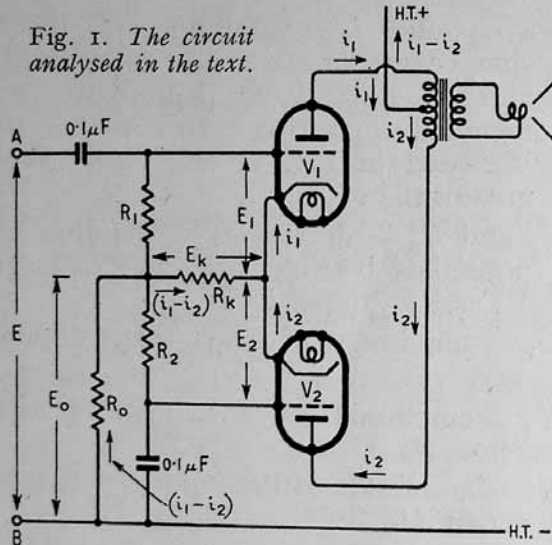 Fig. 1. The circuit
analysed in the text.
H.T.+
i₁
i₁-i₂
i₁
i₂
A
0·1μF
V₁
R₁
E₁
i₁
Eₖ
Rₖ
(i₁-i₂)
E
E₂
i₂
i₂
R₂
V₂
E₀
R₀
0·1μF
i₂
(i₁-i₂)
B
H.T.-